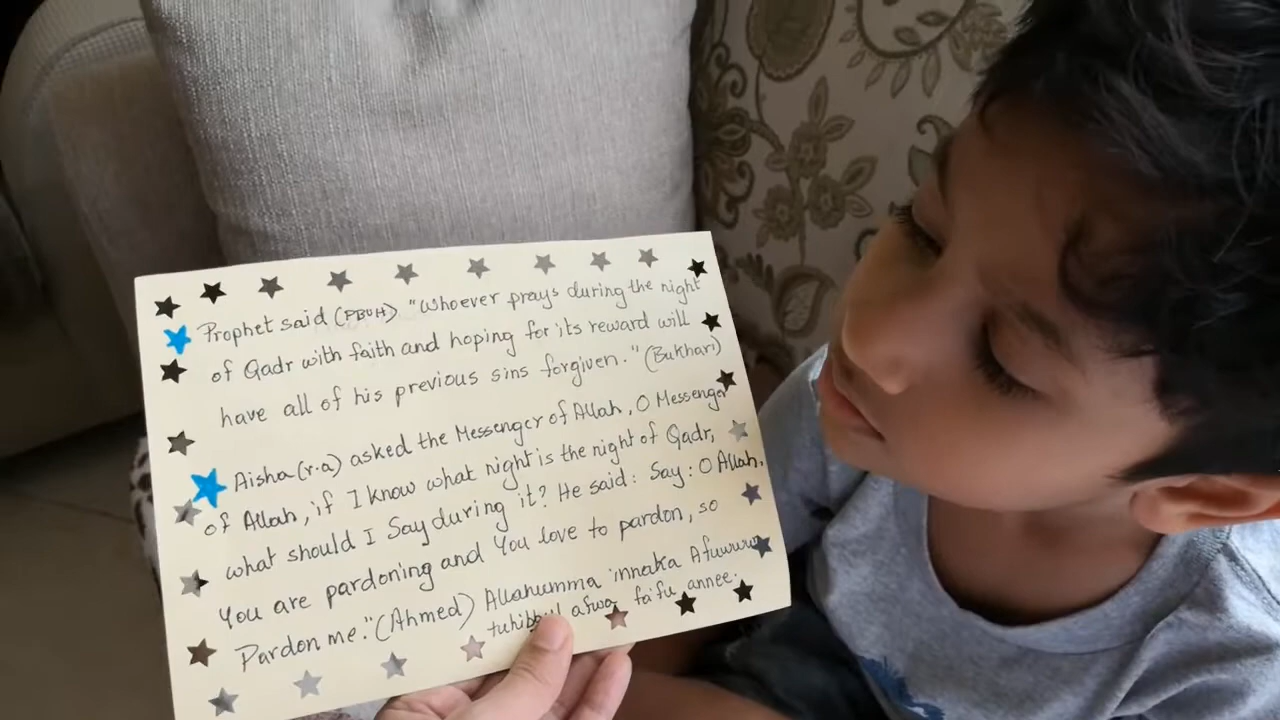 Prophet said (PBUH) "Whoever prays during the night
of Qadr with faith and hoping for its reward will
have all of his previous sins forgiven." (Bukhari)
Aisha (r.a) asked the Messenger of Allah, O Messenger
of Allah, if I know what night is the night of Qadr,
what should I Say during it? He said: Say: O Allah,
You are pardoning and You love to pardon, so
Pardon me." (Ahmed) Allahumma innaka Afuwwun
afwa fa'fu annee.